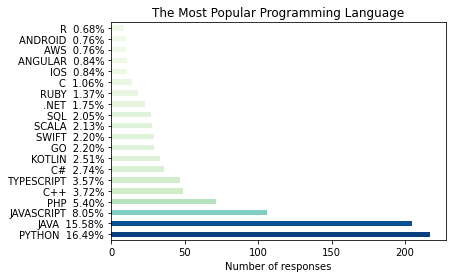 The Most Popular Programming Language
R 0.68%
ANDROID 0.76%
AWS 0.76%
ANGULAR 0.84%
IOS 0.84%
C 1.06%
RUBY 1.37%
.NET 1.75%
SQL 2.05%
SCALA 2.13%
SWIFT 2.20%
GO 2.20%
KOTLIN 2.51%
C# 2.74%
TYPESCRIPT 3.57%
C++ 3.72%
PHP 5.40%
JAVASCRIPT 8.05%
JAVA 15.58%
PYTHON 16.49%
0 50 100 150 200
Number of responses